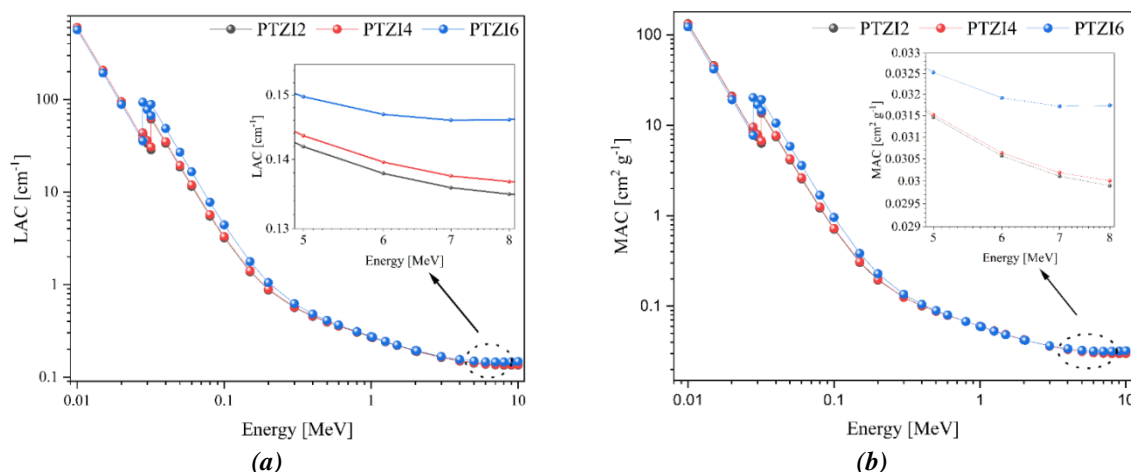 PTZI2 PTZI4 PTZI6
LAC [cm⁻¹]
100
10
1
0.1
0.01
0.1
1
10
Energy [MeV]
LAC [cm⁻¹]
0.15
0.14
0.13
5
6
7
8
Energy [MeV]
(a)
PTZI2 PTZI4 PTZI6
MAC [cm² g⁻¹]
100
10
1
0.1
0.01
0.1
1
10
Energy [MeV]
MAC [cm² g⁻¹]
0.033
0.0325
0.032
0.031
0.0305
0.03
0.0295
0.029
5
6
7
8
Energy [MeV]
(b)